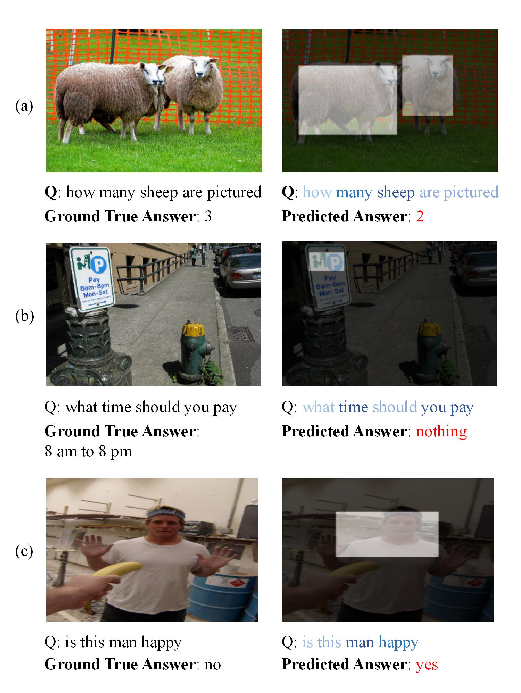 (a)
Q: how many sheep are pictured
Ground True Answer: 3
Q: how many sheep are pictured
Predicted Answer: 2
(b)
P
Pay
8am-8pm
Mon-Sat
P
Pay
8am-8pm
Mon-Sat
Q: what time should you pay
Ground True Answer:
8 am to 8 pm
Q: what time should you pay
Predicted Answer: nothing
(c)
Q: is this man happy
Ground True Answer: no
Q: is this man happy
Predicted Answer: yes